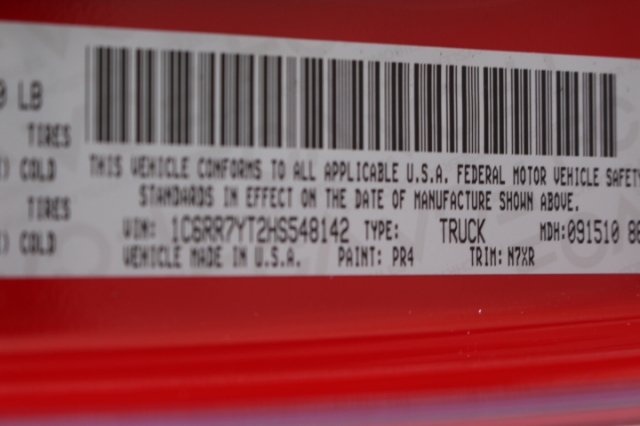 0 LB
TIRES
) COLD
TIRES
) COLD
THIS VEHICLE CONFORMS TO ALL APPLICABLE U.S.A. FEDERAL MOTOR VEHICLE SAFETY
STANDARDS IN EFFECT ON THE DATE OF MANUFACTURE SHOWN ABOVE.
VIN: 1C6RR7YT2HS548142 TYPE: TRUCK MDH:091510 86
VEHICLE MADE IN U.S.A. PAINT: PR4 TRIM: N7XR